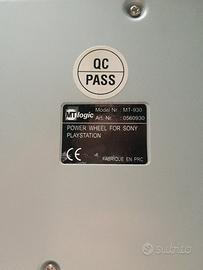 QC
PASS
MTlogic
Model Nr : MT-930
Art. Nr : 0560930
POWER WHEEL FOR SONY
PLAYSTATION
CE
FABRIQUE EN PRC
subito